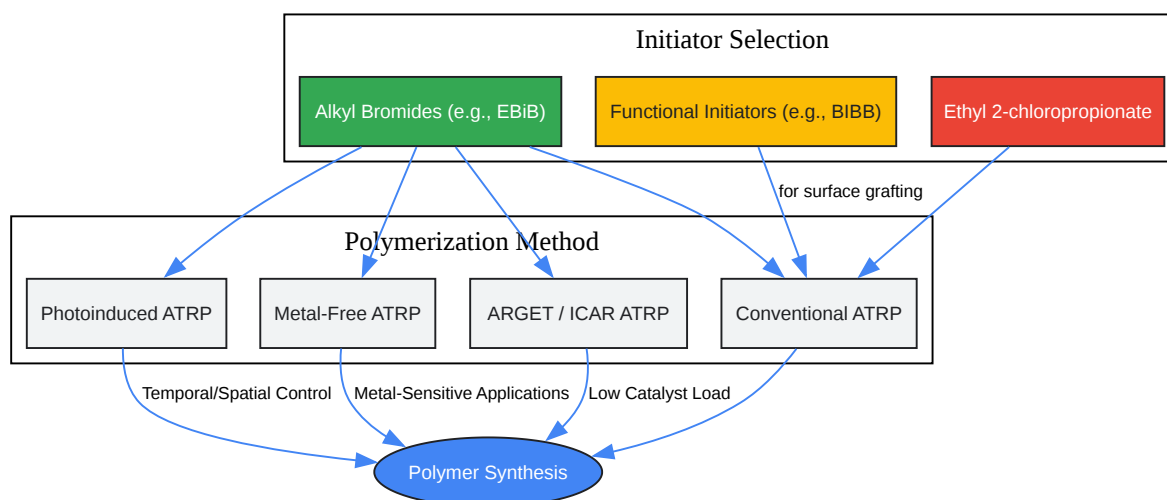 Initiator Selection
Alkyl Bromides (e.g., EBiB)
Functional Initiators (e.g., BIBB)
Ethyl 2-chloropropionate
for surface grafting
Polymerization Method
Photoinduced ATRP
Metal-Free ATRP
ARGET / ICAR ATRP
Conventional ATRP
Temporal/Spatial Control
Metal-Sensitive Applications
Low Catalyst Load
Polymer Synthesis